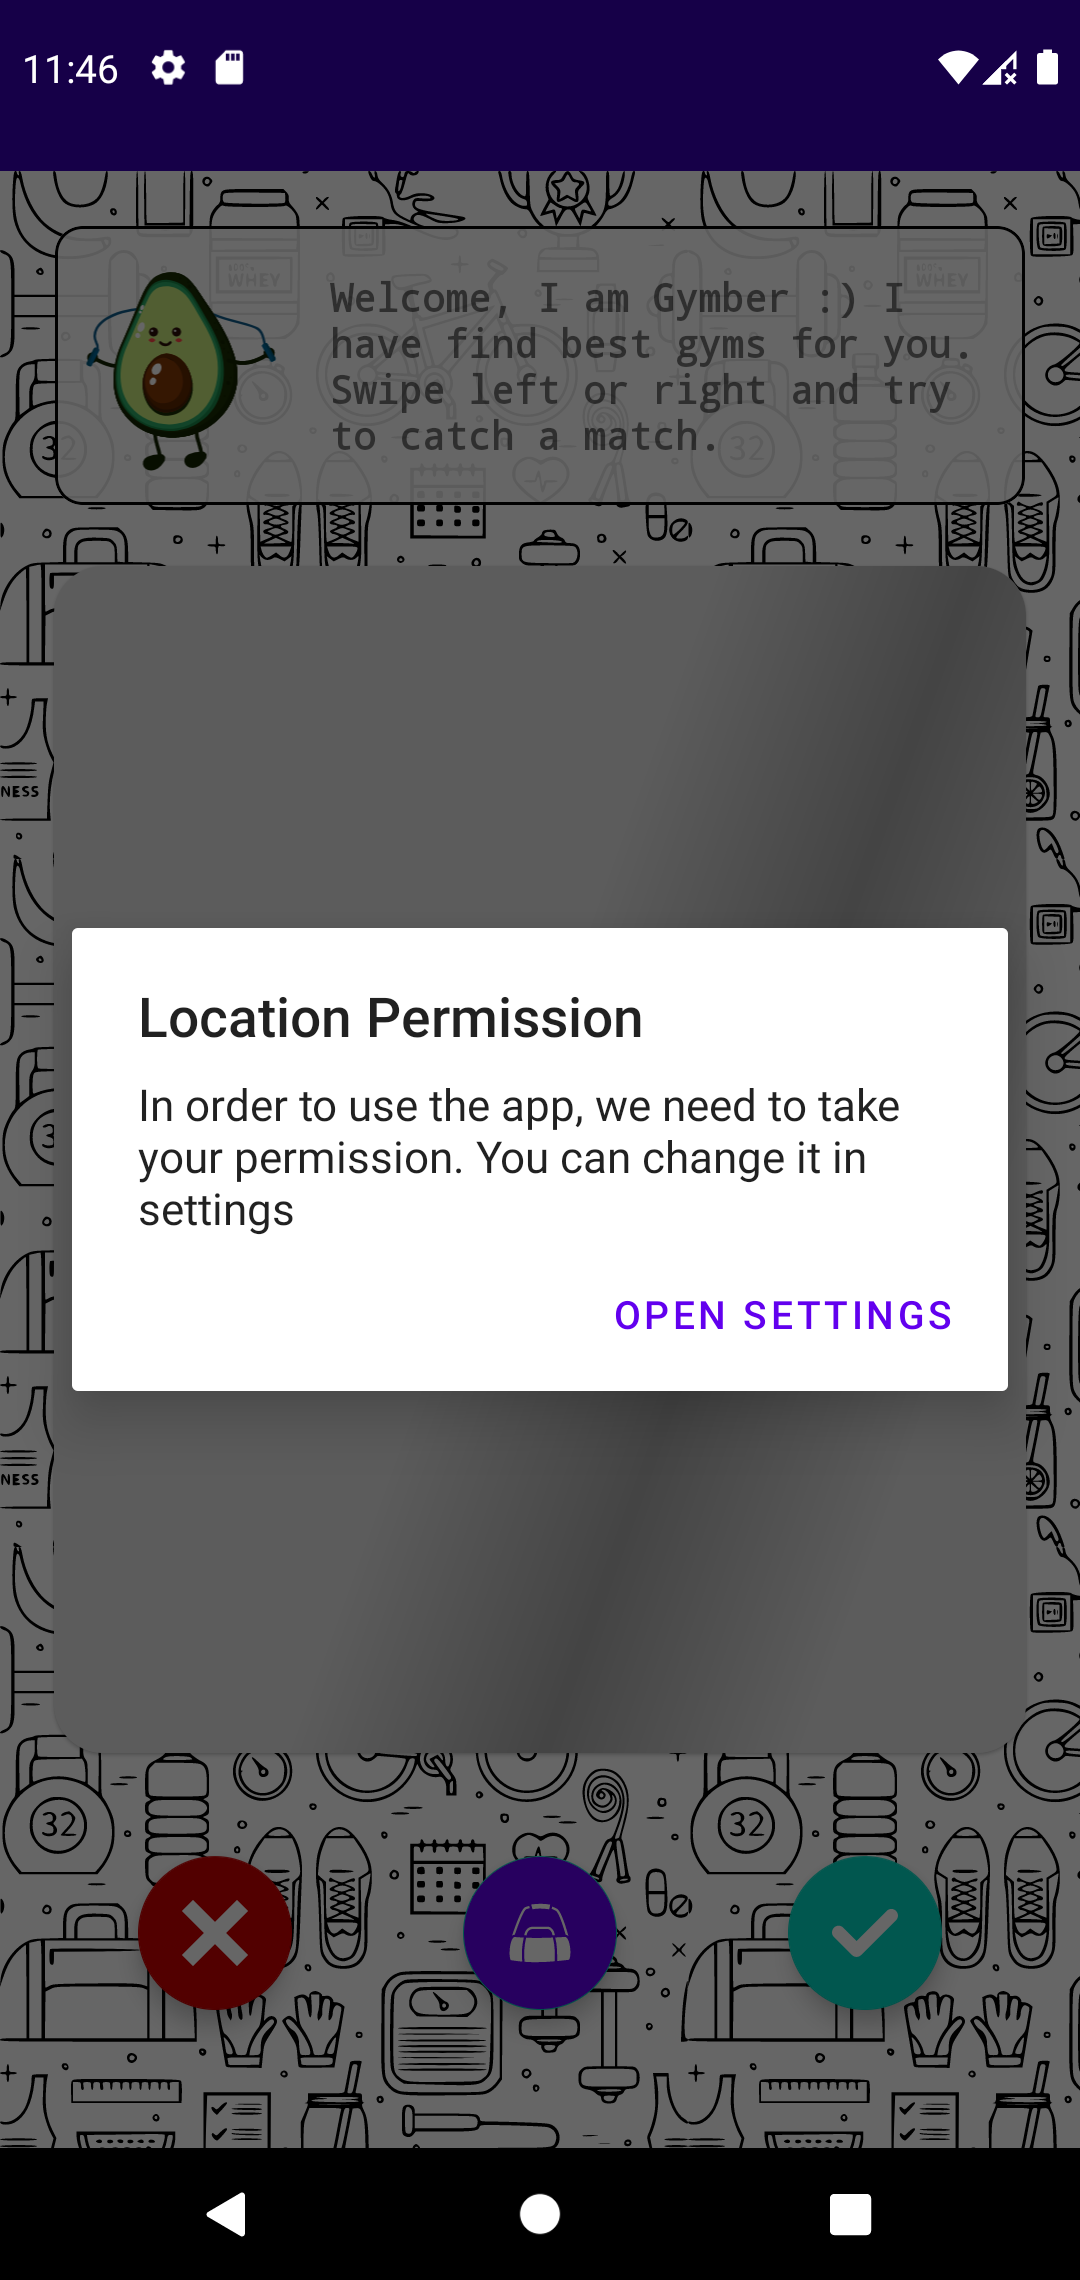 11:46
Welcome, I am Gymber :) I
have find best gyms for you.
Swipe left or right and try
to catch a match.
WHEY
WHEY
32
32
NESS
Location Permission
In order to use the app, we need to take
your permission. You can change it in
settings
OPEN SETTINGS
NESS
32
32